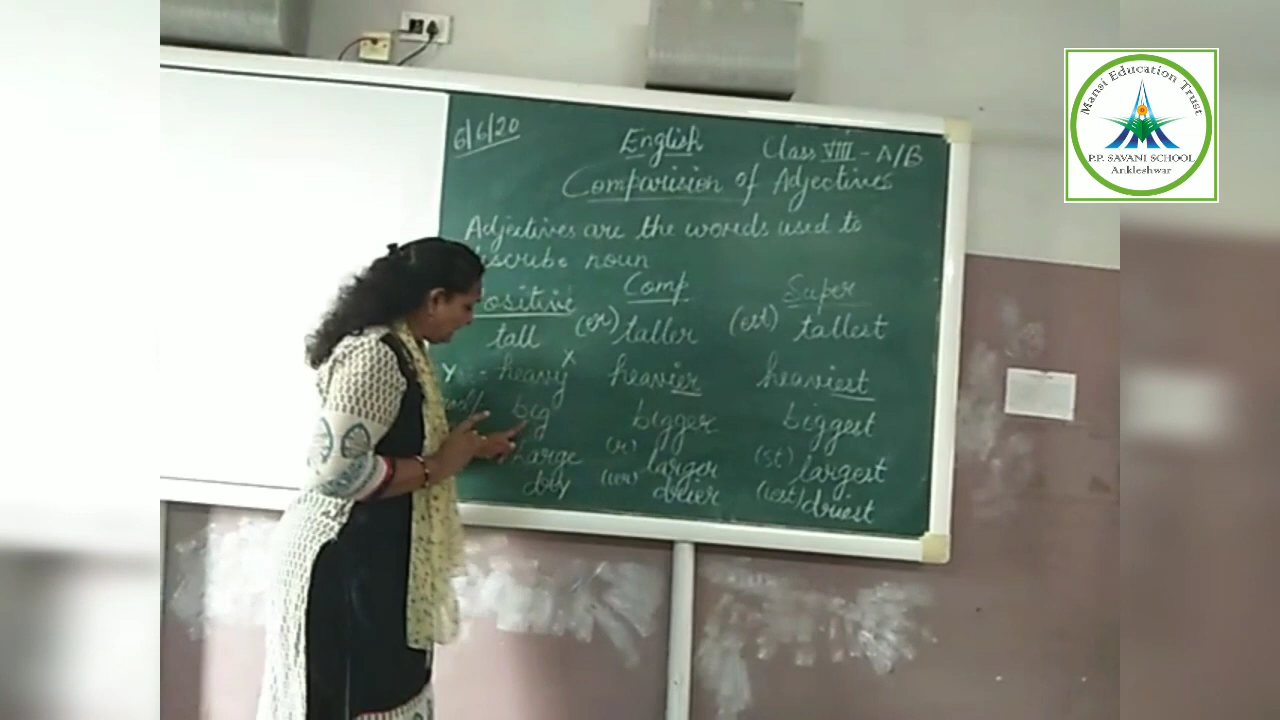 6/6/20 English Class VIII - A/B
Comparision of Adjectives
Adjectives are the words used to
describe noun
Positive Comp Super
tall (er) taller (est) tallest
y - heavy x heavier heaviest
big bigger biggest
large (r) larger (st) largest
dry (ier) drier (iest) driest
Mansi Education Trust
P.P. SAVANI SCHOOL
Ankleshwar